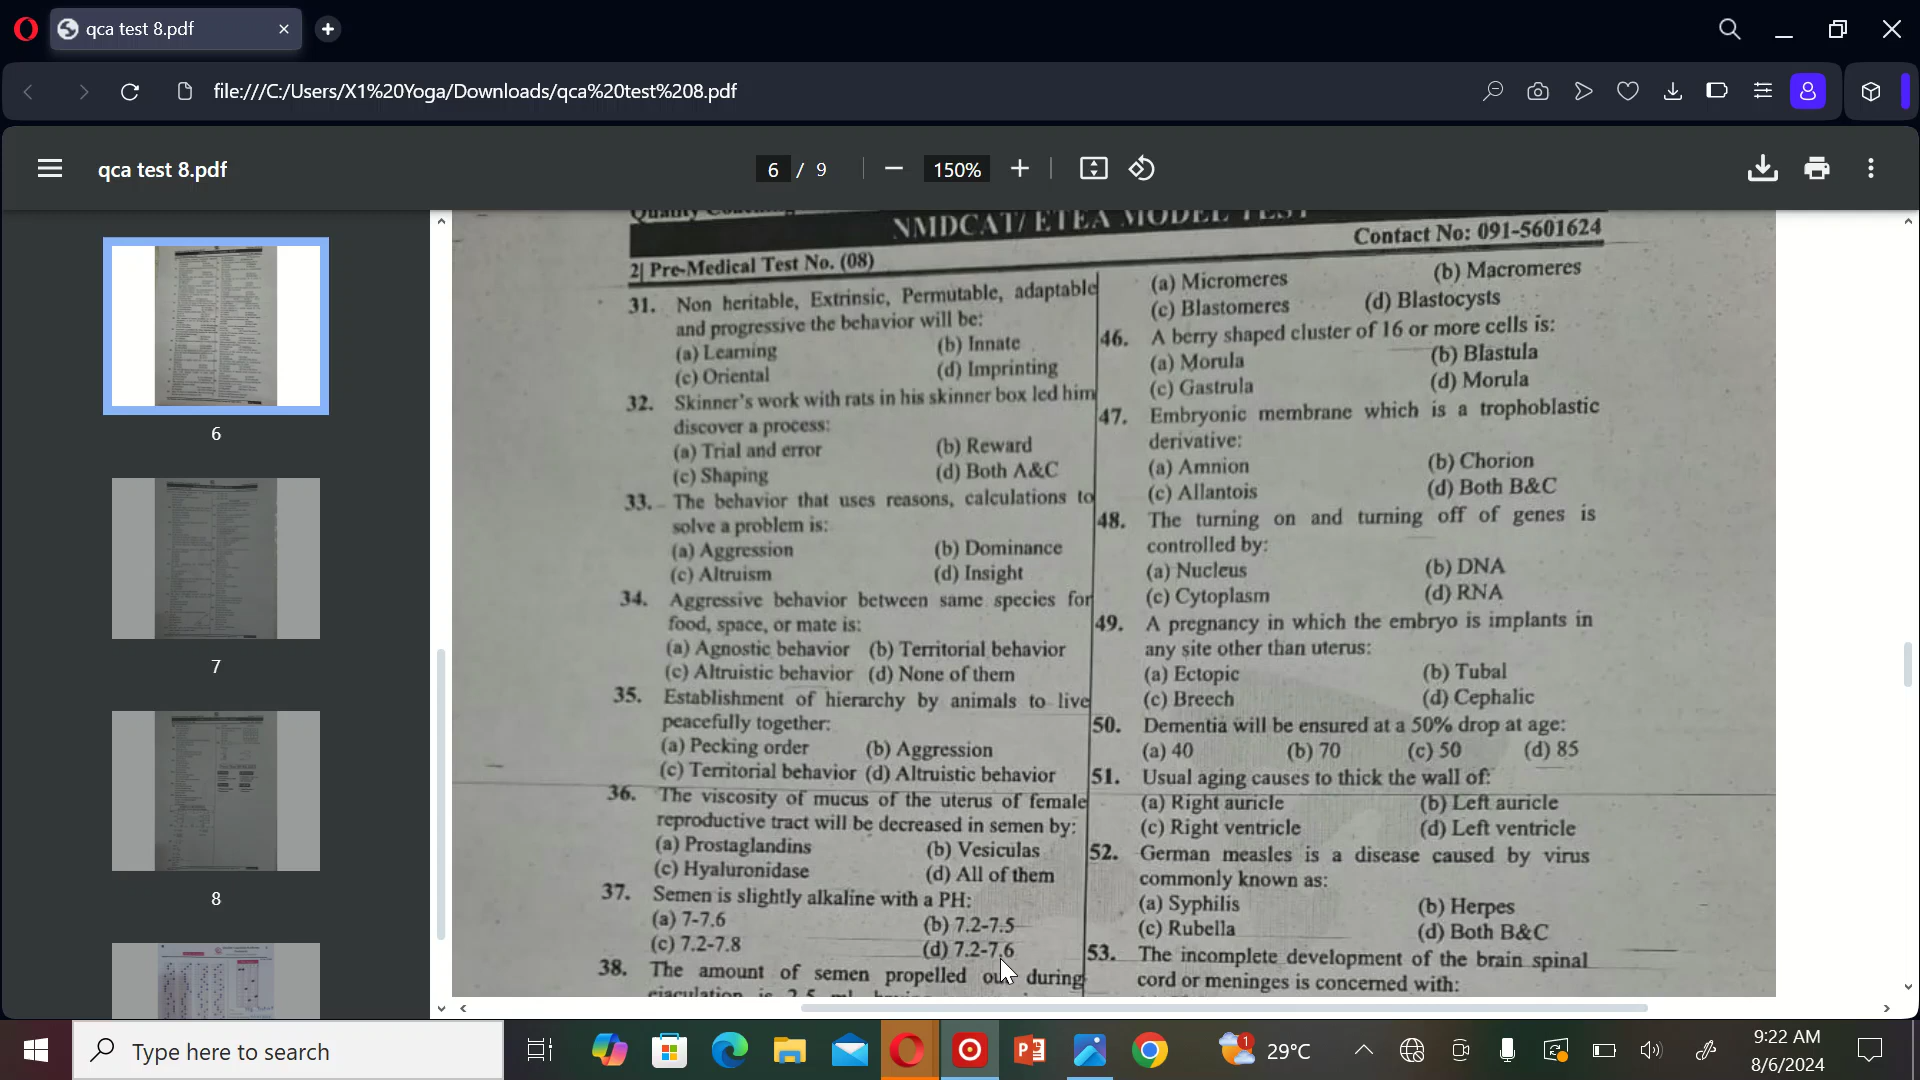 qca test 8.pdf
file:///C:/Users/X1%20Yoga/Downloads/qca%20test%208.pdf
qca test 8.pdf
6 / 9
150%
6
7
8
NMDCAT/ ETEA MODEL TEST
Contact No: 091-5601624
2| Pre-Medical Test No. (08)
31. Non heritable, Extrinsic, Permutable, adaptable
and progressive the behavior will be:
(a) Learning (b) Innate
(c) Oriental (d) Imprinting
32. Skinner's work with rats in his skinner box led him
discover a process:
(a) Trial and error (b) Reward
(c) Shaping (d) Both A&C
33. The behavior that uses reasons, calculations to
solve a problem is:
(a) Aggression (b) Dominance
(c) Altruism (d) Insight
34. Aggressive behavior between same species for
food, space, or mate is:
(a) Agnostic behavior (b) Territorial behavior
(c) Altruistic behavior (d) None of them
35. Establishment of hierarchy by animals to live
peacefully together:
(a) Pecking order (b) Aggression
(c) Territorial behavior (d) Altruistic behavior
36. The viscosity of mucus of the uterus of female
reproductive tract will be decreased in semen by:
(a) Prostaglandins (b) Vesiculas
(c) Hyaluronidase (d) All of them
37. Semen is slightly alkaline with a PH:
(a) 7-7.6 (b) 7.2-7.5
(c) 7.2-7.8 (d) 7.2-7.6
38. The amount of semen propelled out during
(a) Micromeres (b) Macromeres
(c) Blastomeres (d) Blastocysts
46. A berry shaped cluster of 16 or more cells is:
(a) Morula (b) Blastula
(c) Gastrula (d) Morula
47. Embryonic membrane which is a trophoblastic
derivative:
(a) Amnion (b) Chorion
(c) Allantois (d) Both B&C
48. The turning on and turning off of genes is
controlled by:
(a) Nucleus (b) DNA
(c) Cytoplasm (d) RNA
49. A pregnancy in which the embryo is implants in
any site other than uterus:
(a) Ectopic (b) Tubal
(c) Breech (d) Cephalic
50. Dementia will be ensured at a 50% drop at age:
(a) 40 (b) 70 (c) 50 (d) 85
51. Usual aging causes to thick the wall of:
(a) Right auricle (b) Left auricle
(c) Right ventricle (d) Left ventricle
52. German measles is a disease caused by virus
commonly known as:
(a) Syphilis (b) Herpes
(c) Rubella (d) Both B&C
53. The incomplete development of the brain spinal
cord or meninges is concerned with:
Type here to search
1
29°C
9:22 AM
8/6/2024